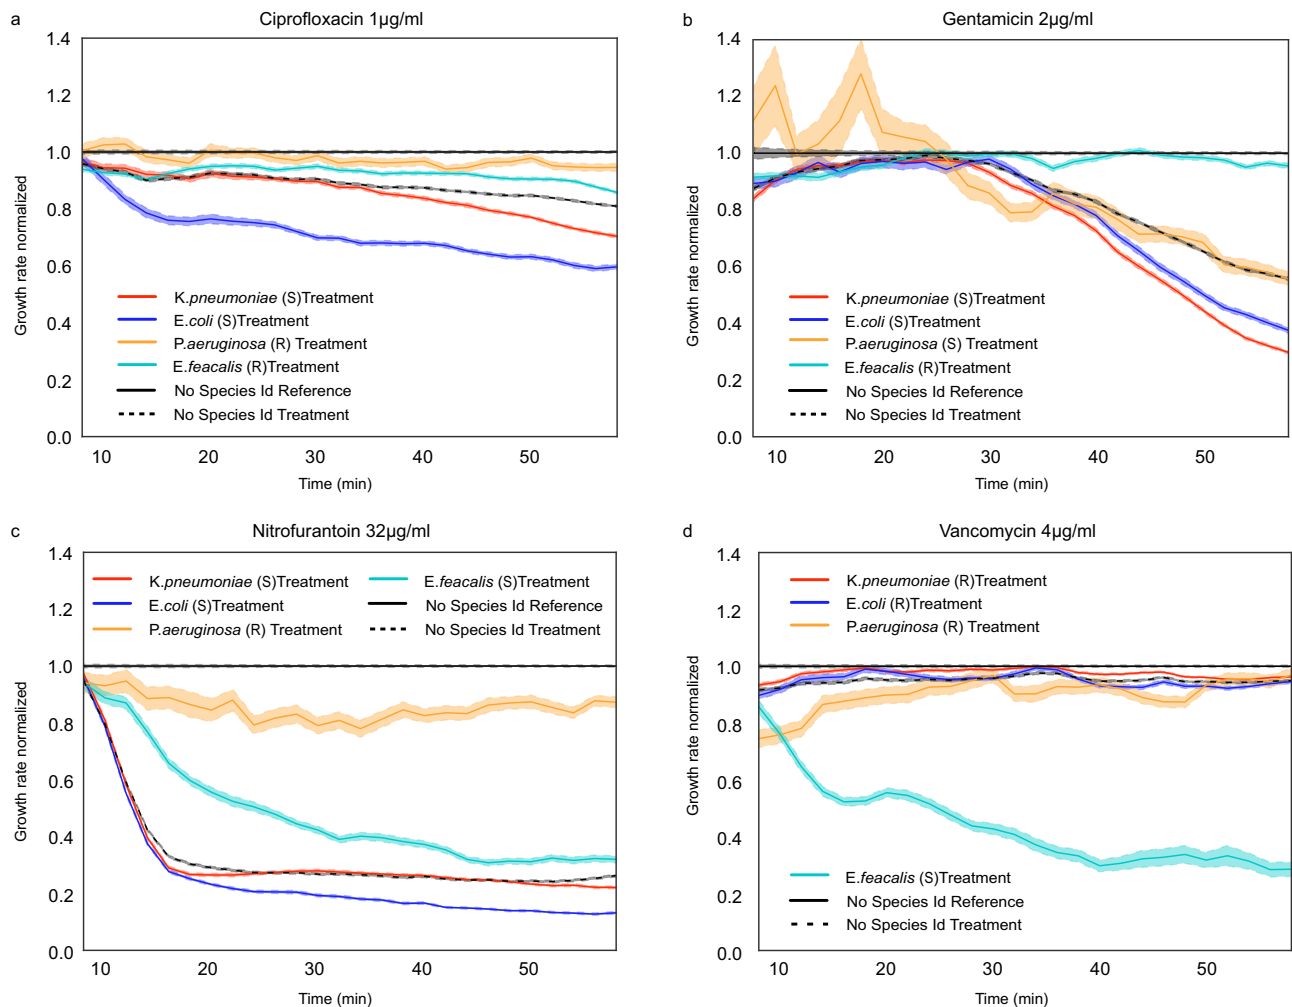 a
Ciprofloxacin 1µg/ml
1.4
1.2
1.0
0.8
0.6
0.4
0.2
0.0
Growth rate normalized
K.pneumoniae (S)Treatment
E.coli (S)Treatment
P.aeruginosa (R) Treatment
E.feacalis (R)Treatment
No Species Id Reference
No Species Id Treatment
10 20 30 40 50
Time (min)
b
Gentamicin 2µg/ml
1.4
1.2
1.0
0.8
0.6
0.4
0.2
0.0
Growth rate normalized
K.pneumoniae (S)Treatment
E.coli (S)Treatment
P.aeruginosa (S) Treatment
E.feacalis (R)Treatment
No Species Id Reference
No Species Id Treatment
10 20 30 40 50
Time (min)
c
Nitrofurantoin 32µg/ml
1.4
1.2
1.0
0.8
0.6
0.4
0.2
0.0
Growth rate normalized
K.pneumoniae (S)Treatment
E.coli (S)Treatment
P.aeruginosa (R) Treatment
E.feacalis (S)Treatment
No Species Id Reference
No Species Id Treatment
10 20 30 40 50
Time (min)
d
Vancomycin 4µg/ml
1.4
1.2
1.0
0.8
0.6
0.4
0.2
0.0
Growth rate normalized
K.pneumoniae (R)Treatment
E.coli (R)Treatment
P.aeruginosa (R) Treatment
E.feacalis (S)Treatment
No Species Id Reference
No Species Id Treatment
10 20 30 40 50
Time (min)